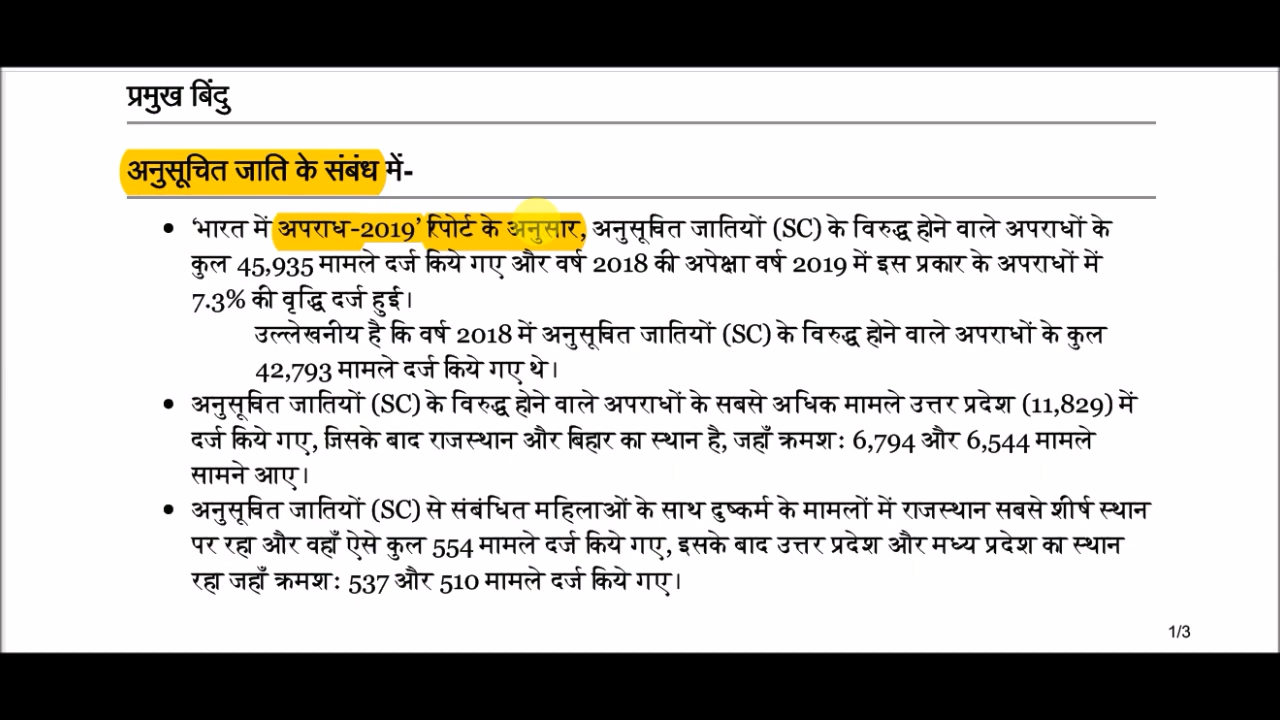 प्रमुख बिंदु
अनुसूचित जाति के संबंध में-
• 'भारत में अपराध-2019’ रिपोर्ट के अनुसार, अनुसूचित जातियों (SC) के विरुद्ध होने वाले अपराधों के
कुल 45,935 मामले दर्ज किये गए और वर्ष 2018 की अपेक्षा वर्ष 2019 में इस प्रकार के अपराधों में
7.3% की वृद्धि दर्ज हुई।
उल्लेखनीय है कि वर्ष 2018 में अनुसूचित जातियों (SC) के विरुद्ध होने वाले अपराधों के कुल
42,793 मामले दर्ज किये गए थे।
• अनुसूचित जातियों (SC) के विरुद्ध होने वाले अपराधों के सबसे अधिक मामले उत्तर प्रदेश (11,829) में
दर्ज किये गए, जिसके बाद राजस्थान और बिहार का स्थान है, जहाँ क्रमश: 6,794 और 6,544 मामले
सामने आए।
• अनुसूचित जातियों (SC) से संबंधित महिलाओं के साथ दुष्कर्म के मामलों में राजस्थान सबसे शीर्ष स्थान
पर रहा और वहाँ ऐसे कुल 554 मामले दर्ज किये गए, इसके बाद उत्तर प्रदेश और मध्य प्रदेश का स्थान
रहा जहाँ क्रमश: 537 और 510 मामले दर्ज किये गए।
1/3